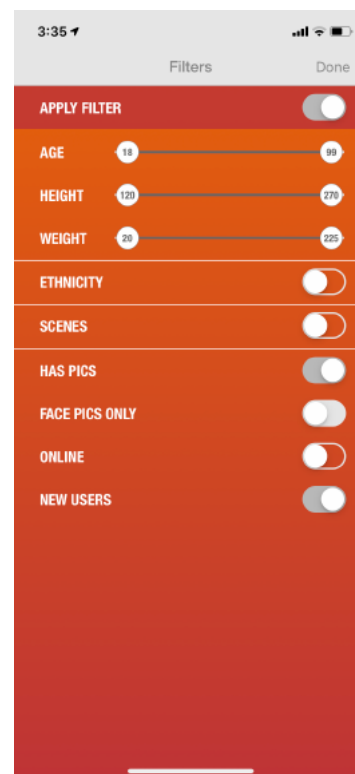 3:35
Filters Done
APPLY FILTER
AGE 18 99
HEIGHT 120 270
WEIGHT 20 225
ETHNICITY
SCENES
HAS PICS
FACE PICS ONLY
ONLINE
NEW USERS